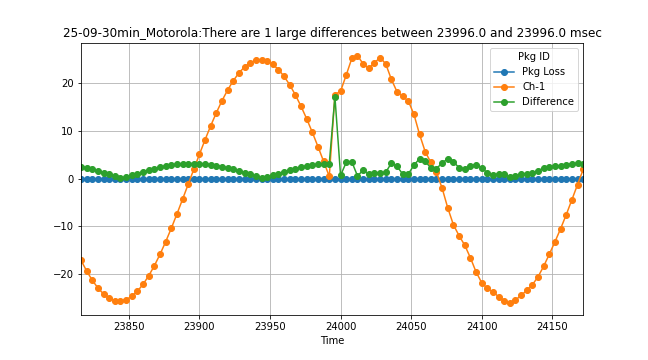 25-09-30min_Motorola:There are 1 large differences between 23996.0 and 23996.0 msec
Pkg ID
Pkg Loss
Ch-1
Difference
20
10
0
−10
−20
23850 23900 23950 24000 24050 24100 24150
Time